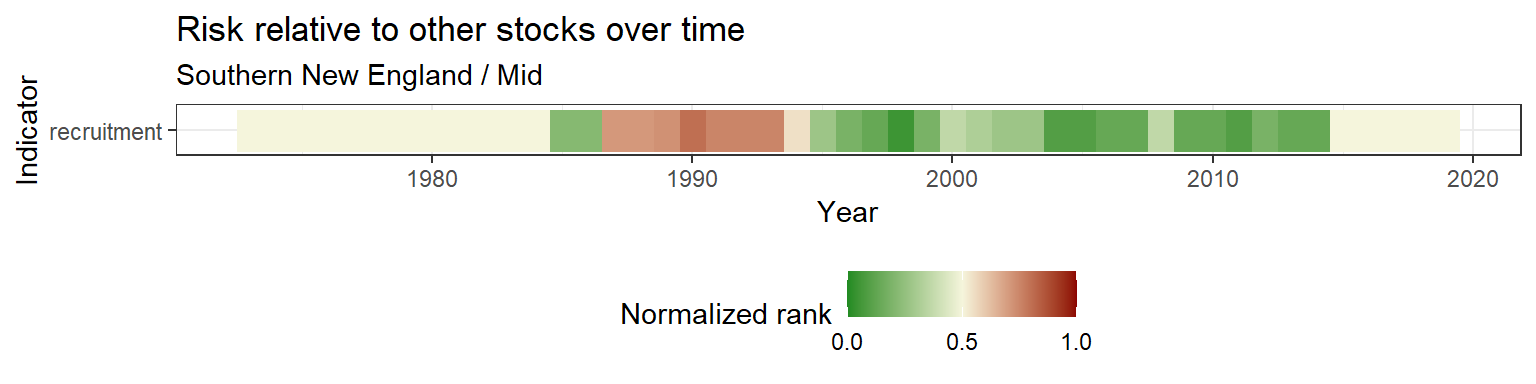 Risk relative to other stocks over time
Southern New England / Mid
Indicator
recruitment
1980 1990 2000 2010 2020
Year
Normalized rank
0.0 0.5 1.0